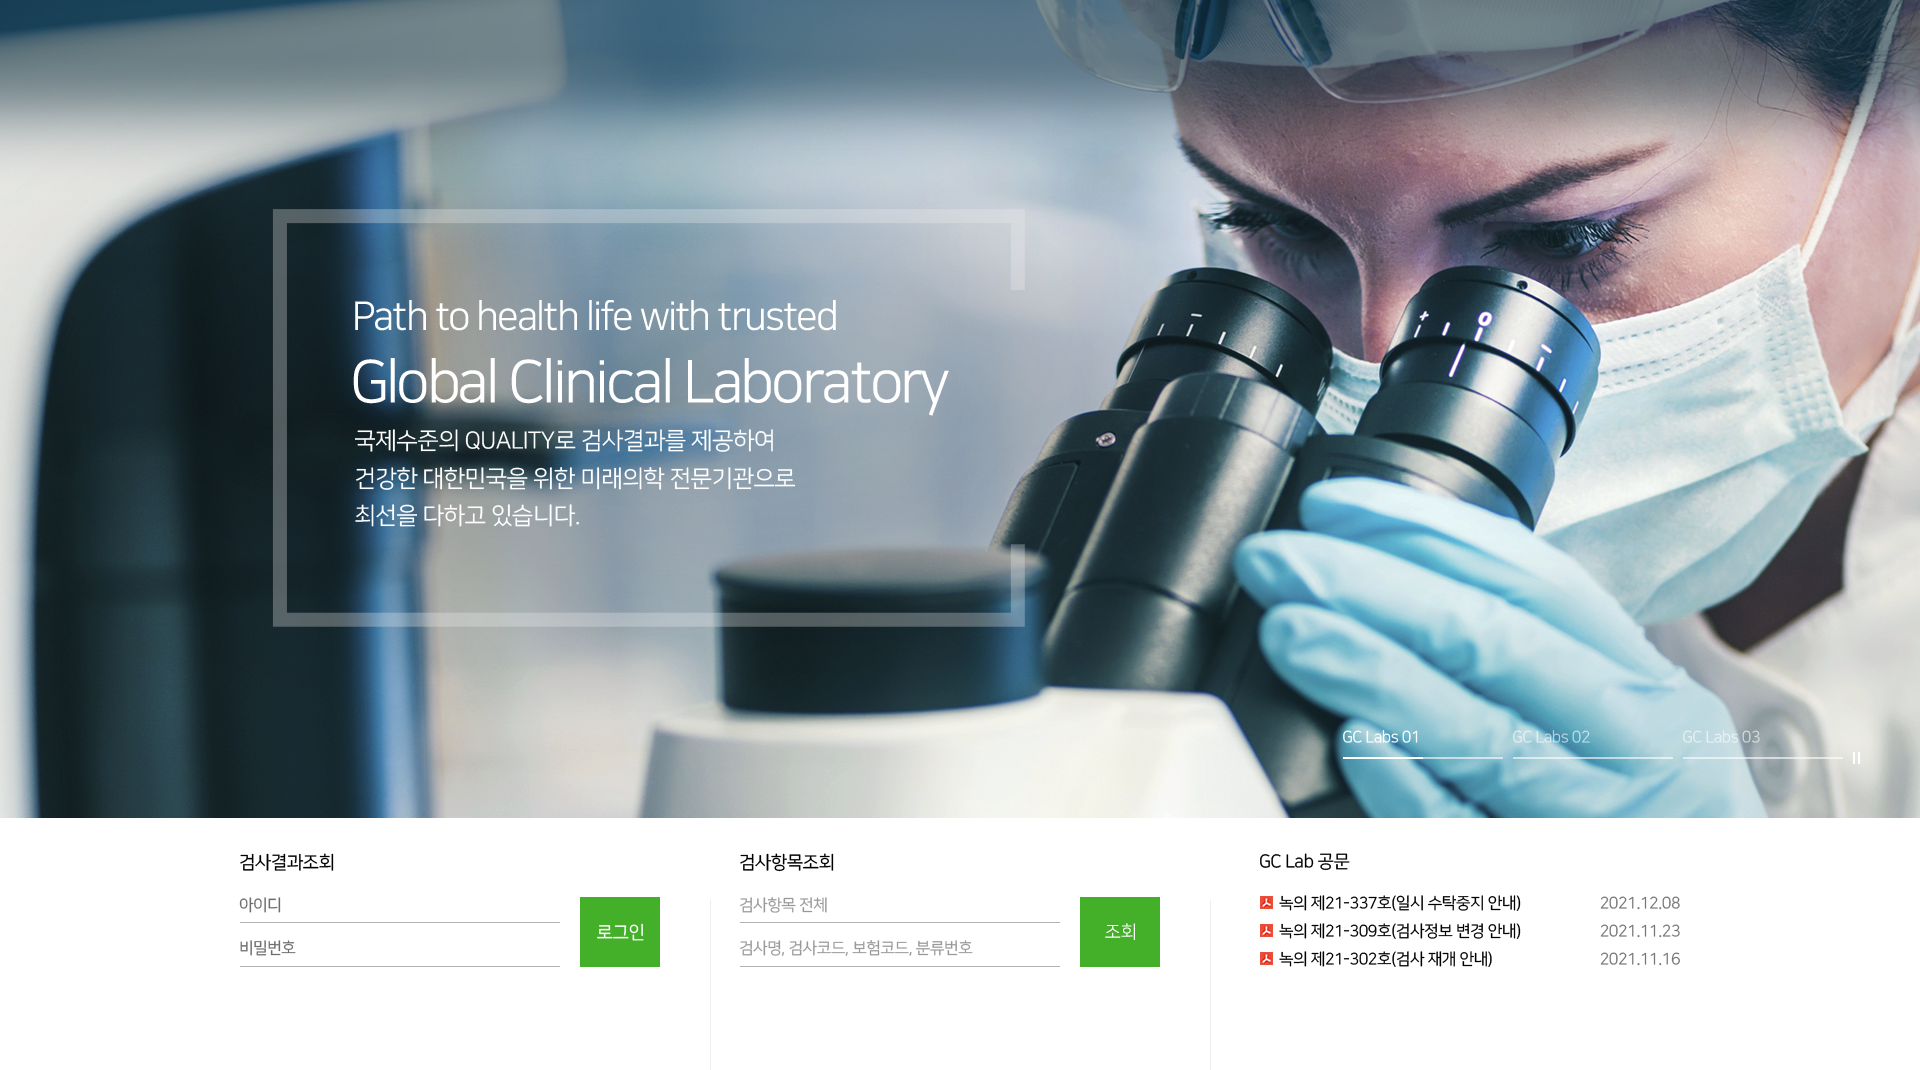 Path to health life with trusted
Global Clinical Laboratory
국제수준의 QUALITY로 검사결과를 제공하여
건강한 대한민국을 위한 미래의학 전문기관으로
최선을 다하고 있습니다.
GC Labs 01
GC Labs 02
GC Labs 03
검사결과조회
아이디
비밀번호
로그인
검사항목조회
검사항목 전체
검사명, 검사코드, 보험코드, 분류번호
조회
GC Lab 공문
녹의 제21-337호(일시 수탁중지 안내) 2021.12.08
녹의 제21-309호(검사정보 변경 안내) 2021.11.23
녹의 제21-302호(검사 재개 안내) 2021.11.16